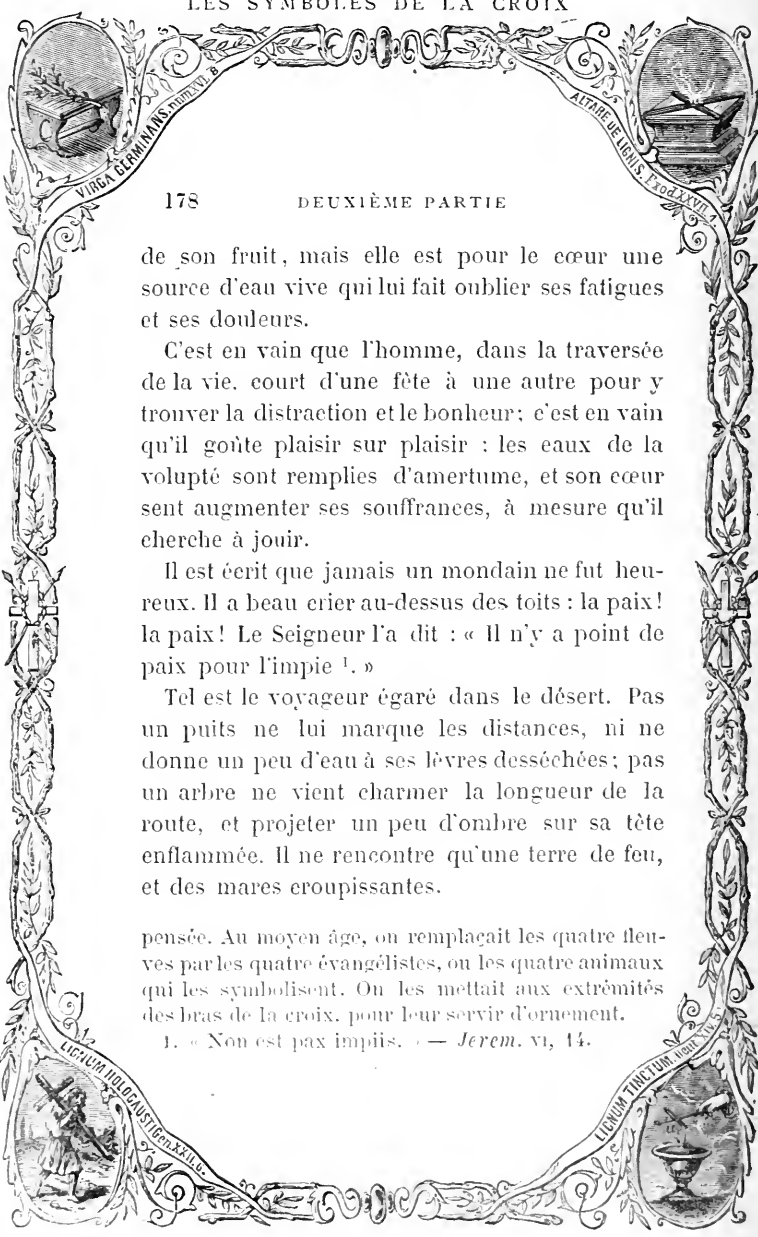 LES SYMBOLES DE LA CROIX
VIRGA GERMINANS. num. XVI. 8
ALTARE DE LIGNIS. Exod. XXVII. 1
178 DEUXIÈME PARTIE
de son fruit, mais elle est pour le cœur une
source d'eau vive qui lui fait oublier ses fatigues
et ses douleurs.
C'est en vain que l'homme, dans la traversée
de la vie, court d'une fête à une autre pour y
trouver la distraction et le bonheur; c'est en vain
qu'il goûte plaisir sur plaisir : les eaux de la
volupté sont remplies d'amertume, et son cœur
sent augmenter ses souffrances, à mesure qu'il
cherche à jouir.
Il est écrit que jamais un mondain ne fut heu-
reux. Il a beau crier au-dessus des toits : la paix!
la paix! Le Seigneur l'a dit : « Il n'y a point de
paix pour l'impie 1. »
Tel est le voyageur égaré dans le désert. Pas
un puits ne lui marque les distances, ni ne
donne un peu d'eau à ses lèvres desséchées; pas
un arbre ne vient charmer la longueur de la
route, et projeter un peu d'ombre sur sa tête
enflammée. Il ne rencontre qu'une terre de feu,
et des mares croupissantes.
pensée. Au moyen âge, on remplaçait les quatre fleu-
ves par les quatre évangélistes, ou les quatre animaux
qui les symbolisent. On les mettait aux extrémités
des bras de la croix, pour leur servir d'ornement.
1. « Non est pax impiis. » — Jerem. VI, 14.
LIGNUM HOLOCAUSTI Gen. XXII. 6.
LIGNUM TINCTUM. XIV. 5